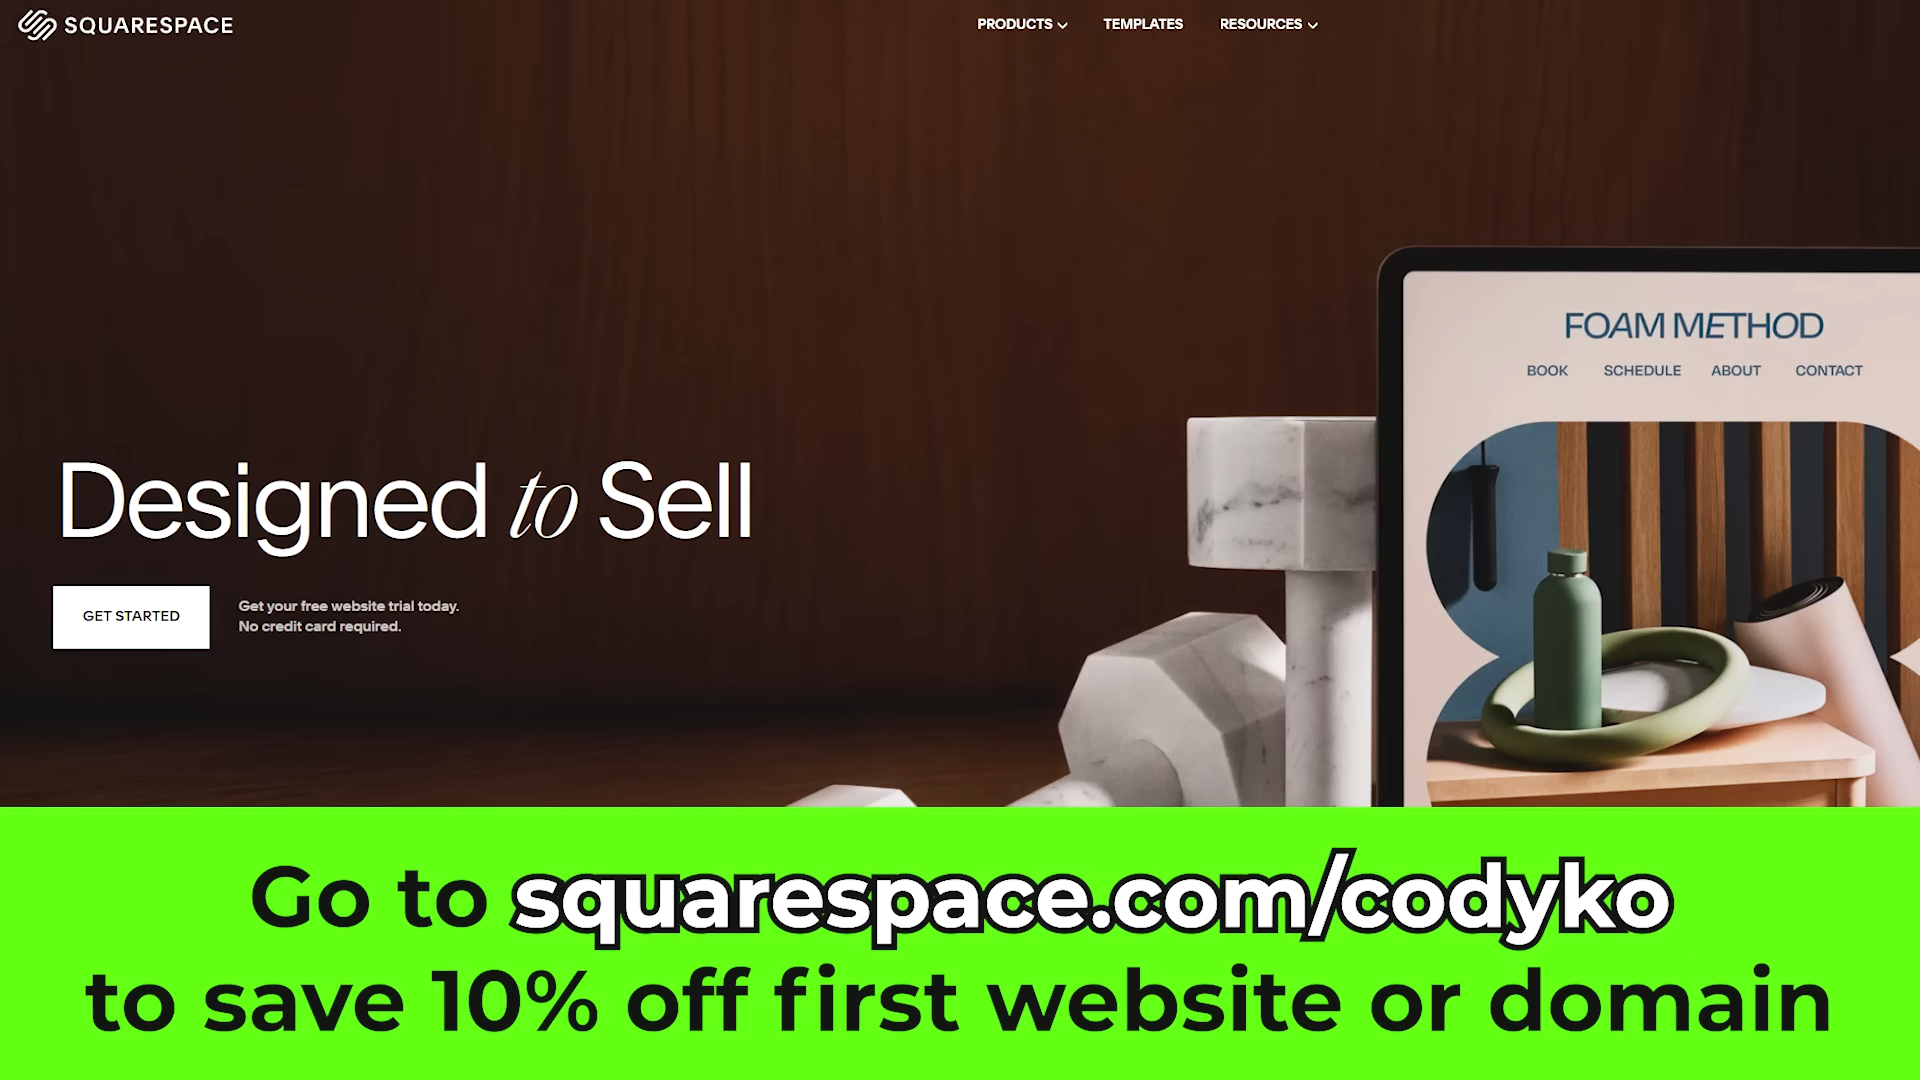 SQUARESPACE
PRODUCTS TEMPLATES RESOURCES
FOAM METHOD
BOOK SCHEDULE ABOUT CONTACT
Designed to Sell
GET STARTED
Get your free website trial today.
No credit card required.
Go to squarespace.com/codyko
to save 10% off first website or domain